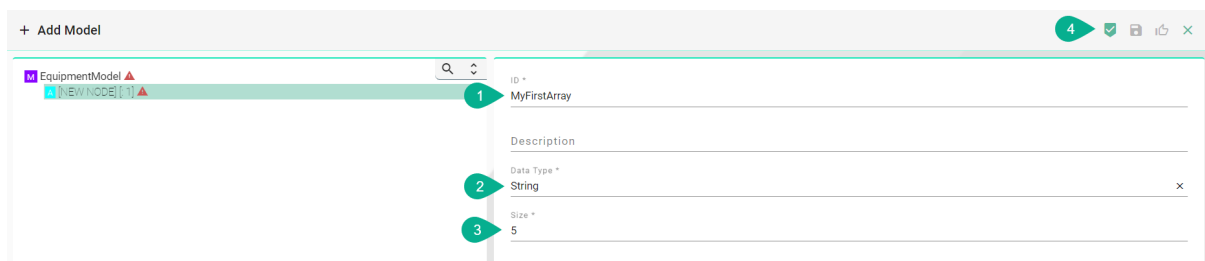 + Add Model
4
M EquipmentModel
A [NEW NODE] [: 1]
ID *
1 MyFirstArray
Description
Data Type *
2 String
Size *
3 5